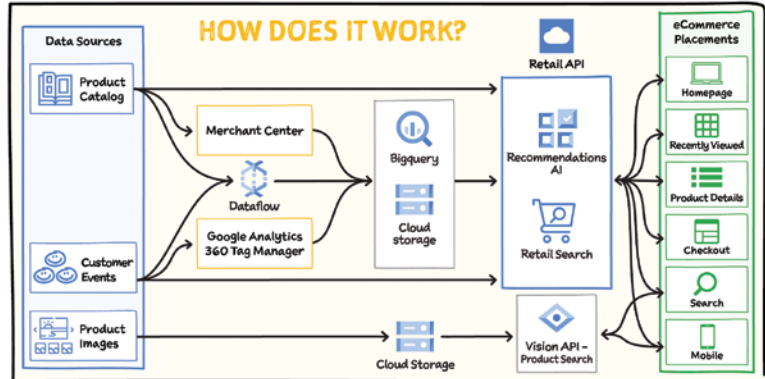 HOW DOES IT WORK?
Data Sources
Product
Catalog
Customer
Events
Product
Images
Merchant Center
Dataflow
Google Analytics
360 Tag Manager
Bigquery
Cloud
storage
Cloud Storage
Retail API
Recommendations
AI
Retail Search
Vision API –
Product Search
eCommerce
Placements
Homepage
Recently Viewed
Product Details
Checkout
Search
Mobile